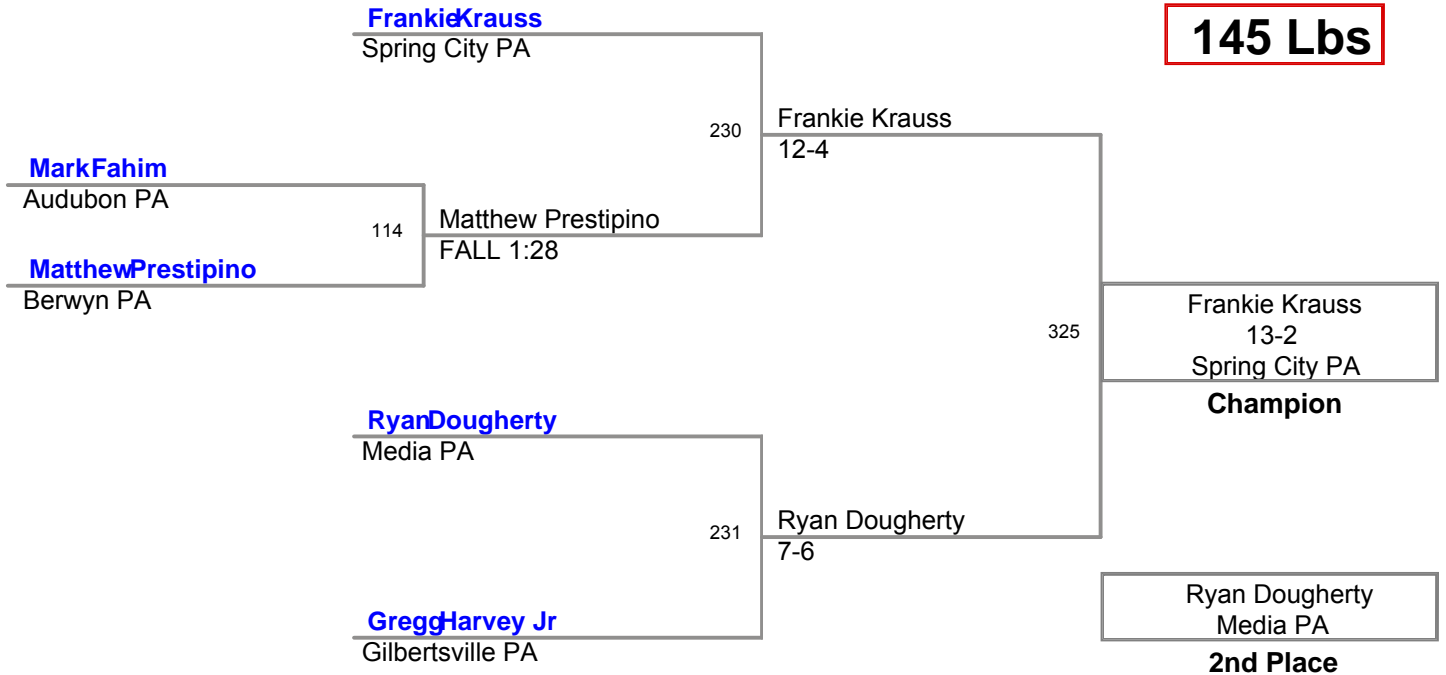 FrankieKrauss
Spring City PA
145 Lbs
230
Frankie Krauss
12-4
MarkFahim
Audubon PA
114
Matthew Prestipino
FALL 1:28
MatthewPrestipino
Berwyn PA
325
Frankie Krauss
13-2
Spring City PA
Champion
RyanDougherty
Media PA
231
Ryan Dougherty
7-6
GreggHarvey Jr
Gilbertsville PA
Ryan Dougherty
Media PA
2nd Place